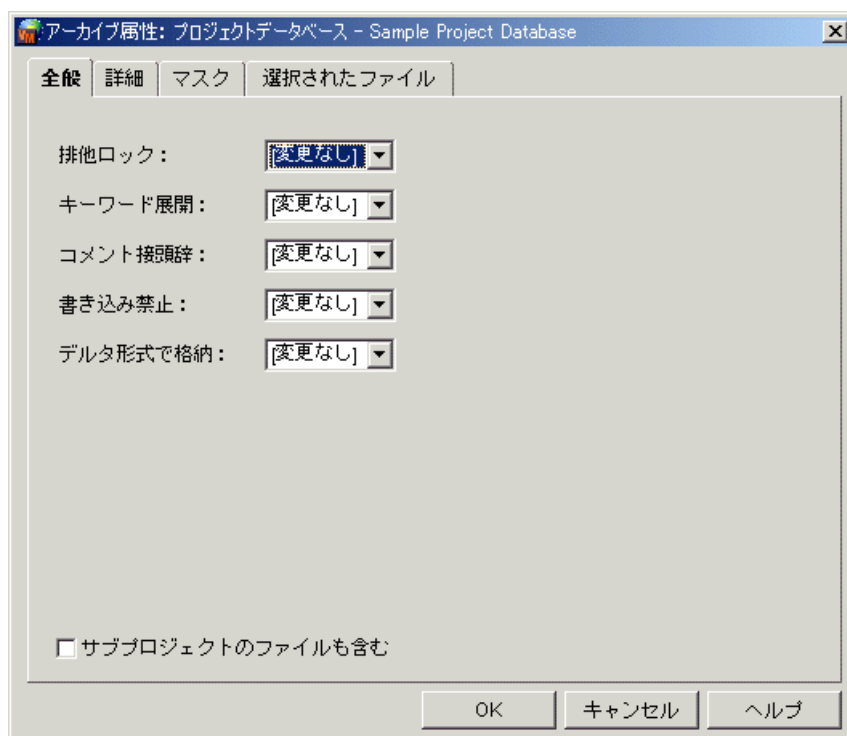 アーカイブ属性: プロジェクトデータベース - Sample Project Database
全般 詳細 マスク 選択されたファイル
排他ロック： [変更なし]
キーワード展開： [変更なし]
コメント接頭辞： [変更なし]
書き込み禁止： [変更なし]
デルタ形式で格納： [変更なし]
サブプロジェクトのファイルも含む
OK キャンセル ヘルプ